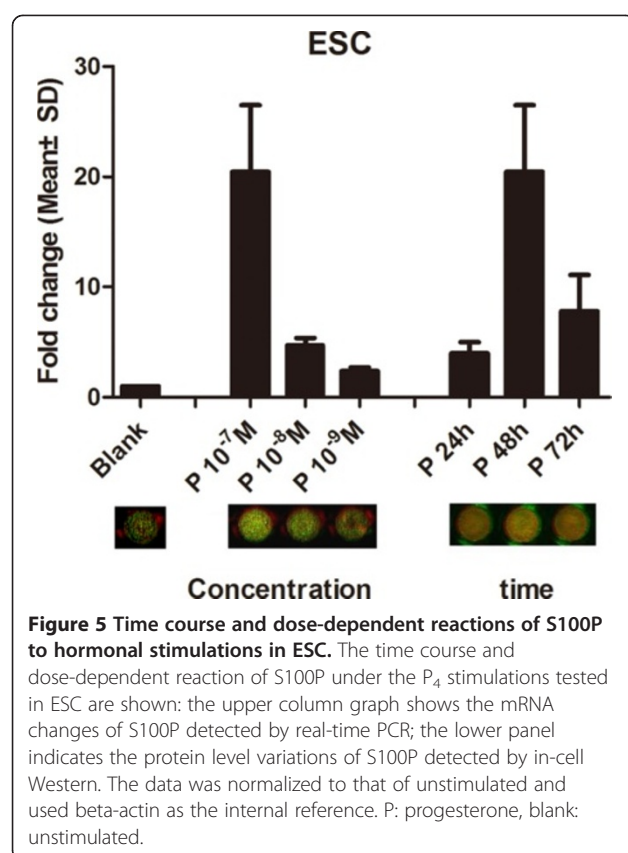 ESC
Fold change (Mean± SD)
30
20
10
0
Blank
P 10⁻⁷M
P 10⁻⁸M
P 10⁻⁹M
P 24h
P 48h
P 72h
Concentration
time
Figure 5 Time course and dose-dependent reactions of S100P
to hormonal stimulations in ESC. The time course and
dose-dependent reaction of S100P under the P₄ stimulations tested
in ESC are shown: the upper column graph shows the mRNA
changes of S100P detected by real-time PCR; the lower panel
indicates the protein level variations of S100P detected by in-cell
Western. The data was normalized to that of unstimulated and
used beta-actin as the internal reference. P: progesterone, blank:
unstimulated.